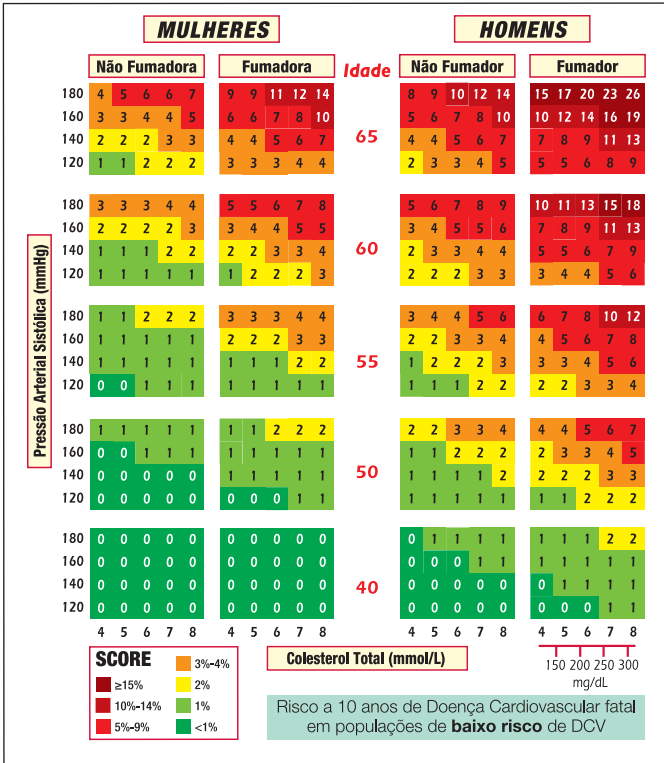 MULHERES HOMENS
Não Fumadora Fumadora Idade Não Fumador Fumador
Pressão Arterial Sistólica (mmHg)
180 4 5 6 6 7 9 9 11 12 14 8 9 10 12 14 15 17 20 23 26
160 3 3 4 4 5 6 6 7 8 10 5 6 7 8 10 10 12 14 16 19
65
140 2 2 2 3 3 4 4 5 6 7 4 4 5 6 7 7 8 9 11 13
120 1 1 2 2 2 3 3 3 4 4 2 3 3 4 5 5 5 6 8 9
180 3 3 3 4 4 5 5 6 7 8 5 6 7 8 9 10 11 13 15 18
160 2 2 2 2 3 3 4 4 5 5 3 4 5 5 6 7 8 9 11 13
60
140 1 1 1 2 2 2 2 3 3 4 2 3 3 4 4 5 5 6 7 9
120 1 1 1 1 1 1 2 2 2 3 2 2 2 3 3 3 4 4 5 6
180 1 1 2 2 2 3 3 3 4 4 3 4 4 5 6 6 7 8 10 12
160 1 1 1 1 1 2 2 2 3 3 2 2 3 3 4 4 5 6 7 8
55
140 1 1 1 1 1 1 1 1 2 2 1 2 2 2 3 3 3 4 5 6
120 0 0 1 1 1 1 1 1 1 1 1 1 1 2 2 2 2 3 3 4
180 1 1 1 1 1 1 1 2 2 2 2 2 3 3 4 4 4 5 6 7
160 0 0 1 1 1 1 1 1 1 1 1 1 2 2 2 2 3 3 4 5
50
140 0 0 0 0 0 1 1 1 1 1 1 1 1 1 2 2 2 2 3 3
120 0 0 0 0 0 0 0 0 1 1 1 1 1 1 1 1 1 2 2 2
180 0 0 0 0 0 0 0 0 0 0 0 1 1 1 1 1 1 1 2 2
160 0 0 0 0 0 0 0 0 0 0 0 0 0 1 1 1 1 1 1 1
40
140 0 0 0 0 0 0 0 0 0 0 0 0 0 0 0 0 1 1 1 1
120 0 0 0 0 0 0 0 0 0 0 0 0 0 0 0 0 0 0 1 1
4 5 6 7 8 4 5 6 7 8 4 5 6 7 8 4 5 6 7 8
SCORE
≥15%
10%-14%
5%-9%
3%-4%
2%
1%
<1%
Colesterol Total (mmol/L)
150 200 250 300
mg/dL
Risco a 10 anos de Doença Cardiovascular fatal
em populações de baixo risco de DCV